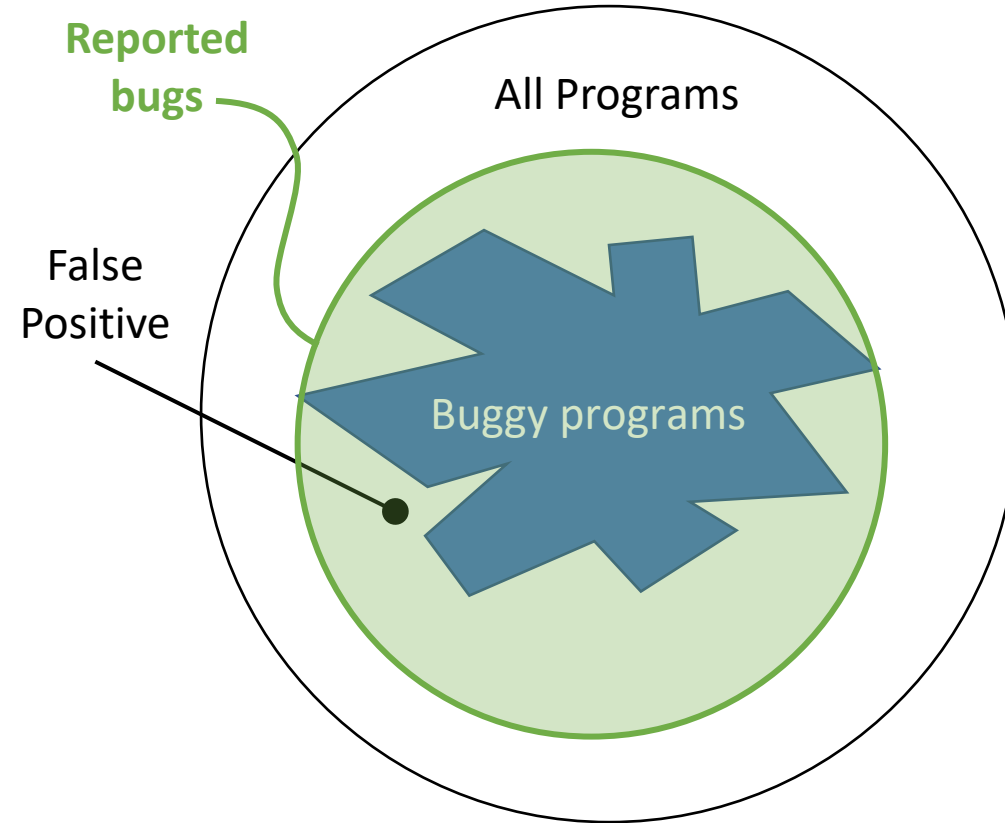 Reported
bugs
All Programs
False
Positive
Buggy programs